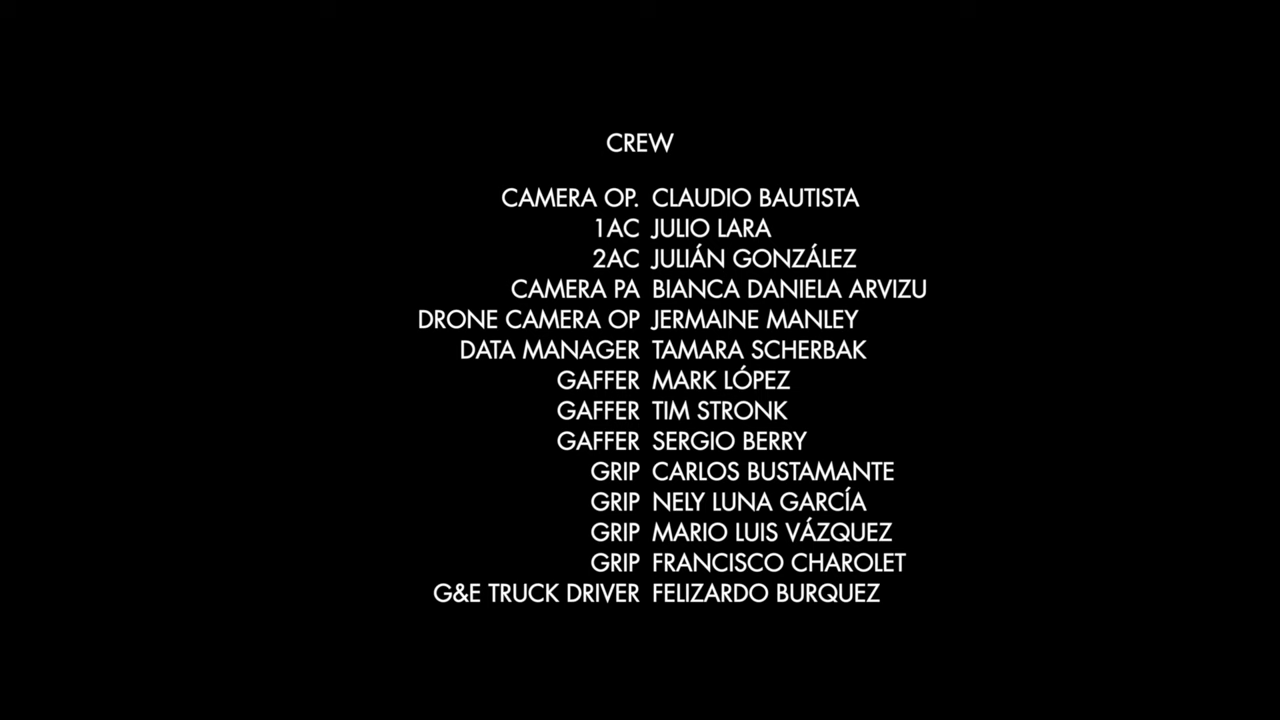 CREW
CAMERA OP. CLAUDIO BAUTISTA
1AC JULIO LARA
2AC JULIÁN GONZÁLEZ
CAMERA PA BIANCA DANIELA ARVIZU
DRONE CAMERA OP JERMAINE MANLEY
DATA MANAGER TAMARA SCHERBAK
GAFFER MARK LÓPEZ
GAFFER TIM STRONK
GAFFER SERGIO BERRY
GRIP CARLOS BUSTAMANTE
GRIP NELY LUNA GARCÍA
GRIP MARIO LUIS VÁZQUEZ
GRIP FRANCISCO CHAROLET
G&E TRUCK DRIVER FELIZARDO BURQUEZ